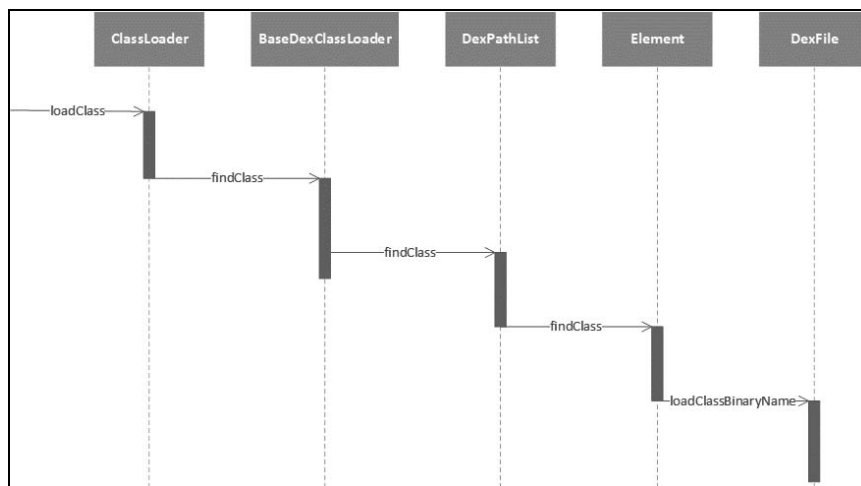 ClassLoader
BaseDexClassLoader
DexPathList
Element
DexFile
loadClass
findClass
findClass
findClass
loadClassBinaryName